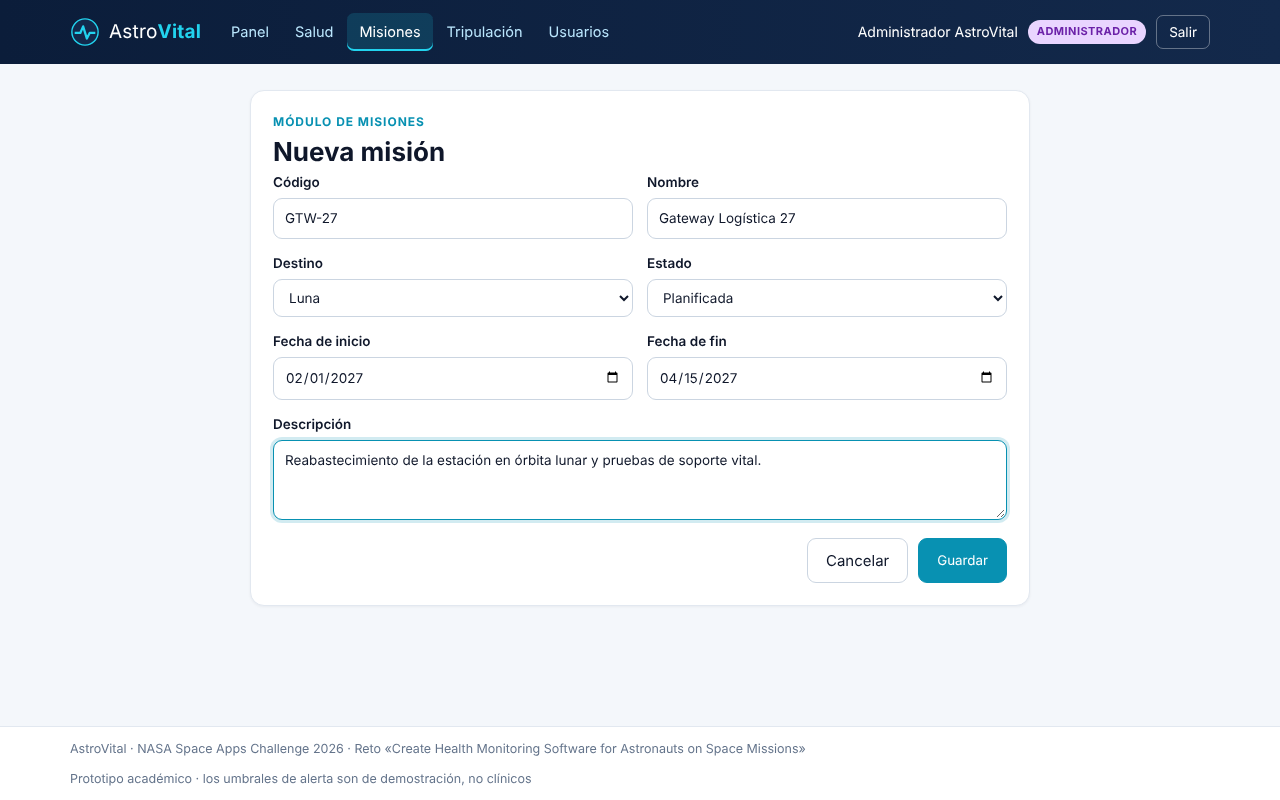 AstroVital Panel Salud Misiones Tripulación Usuarios Administrador AstroVital ADMINISTRADOR Salir
MÓDULO DE MISIONES
Nueva misión
Código Nombre
GTW-27 Gateway Logística 27
Destino Estado
Luna Planificada
Fecha de inicio Fecha de fin
02/01/2027 04/15/2027
Descripción
Reabastecimiento de la estación en órbita lunar y pruebas de soporte vital.
Cancelar Guardar
AstroVital · NASA Space Apps Challenge 2026 · Reto «Create Health Monitoring Software for Astronauts on Space Missions»
Prototipo académico · los umbrales de alerta son de demostración, no clínicos